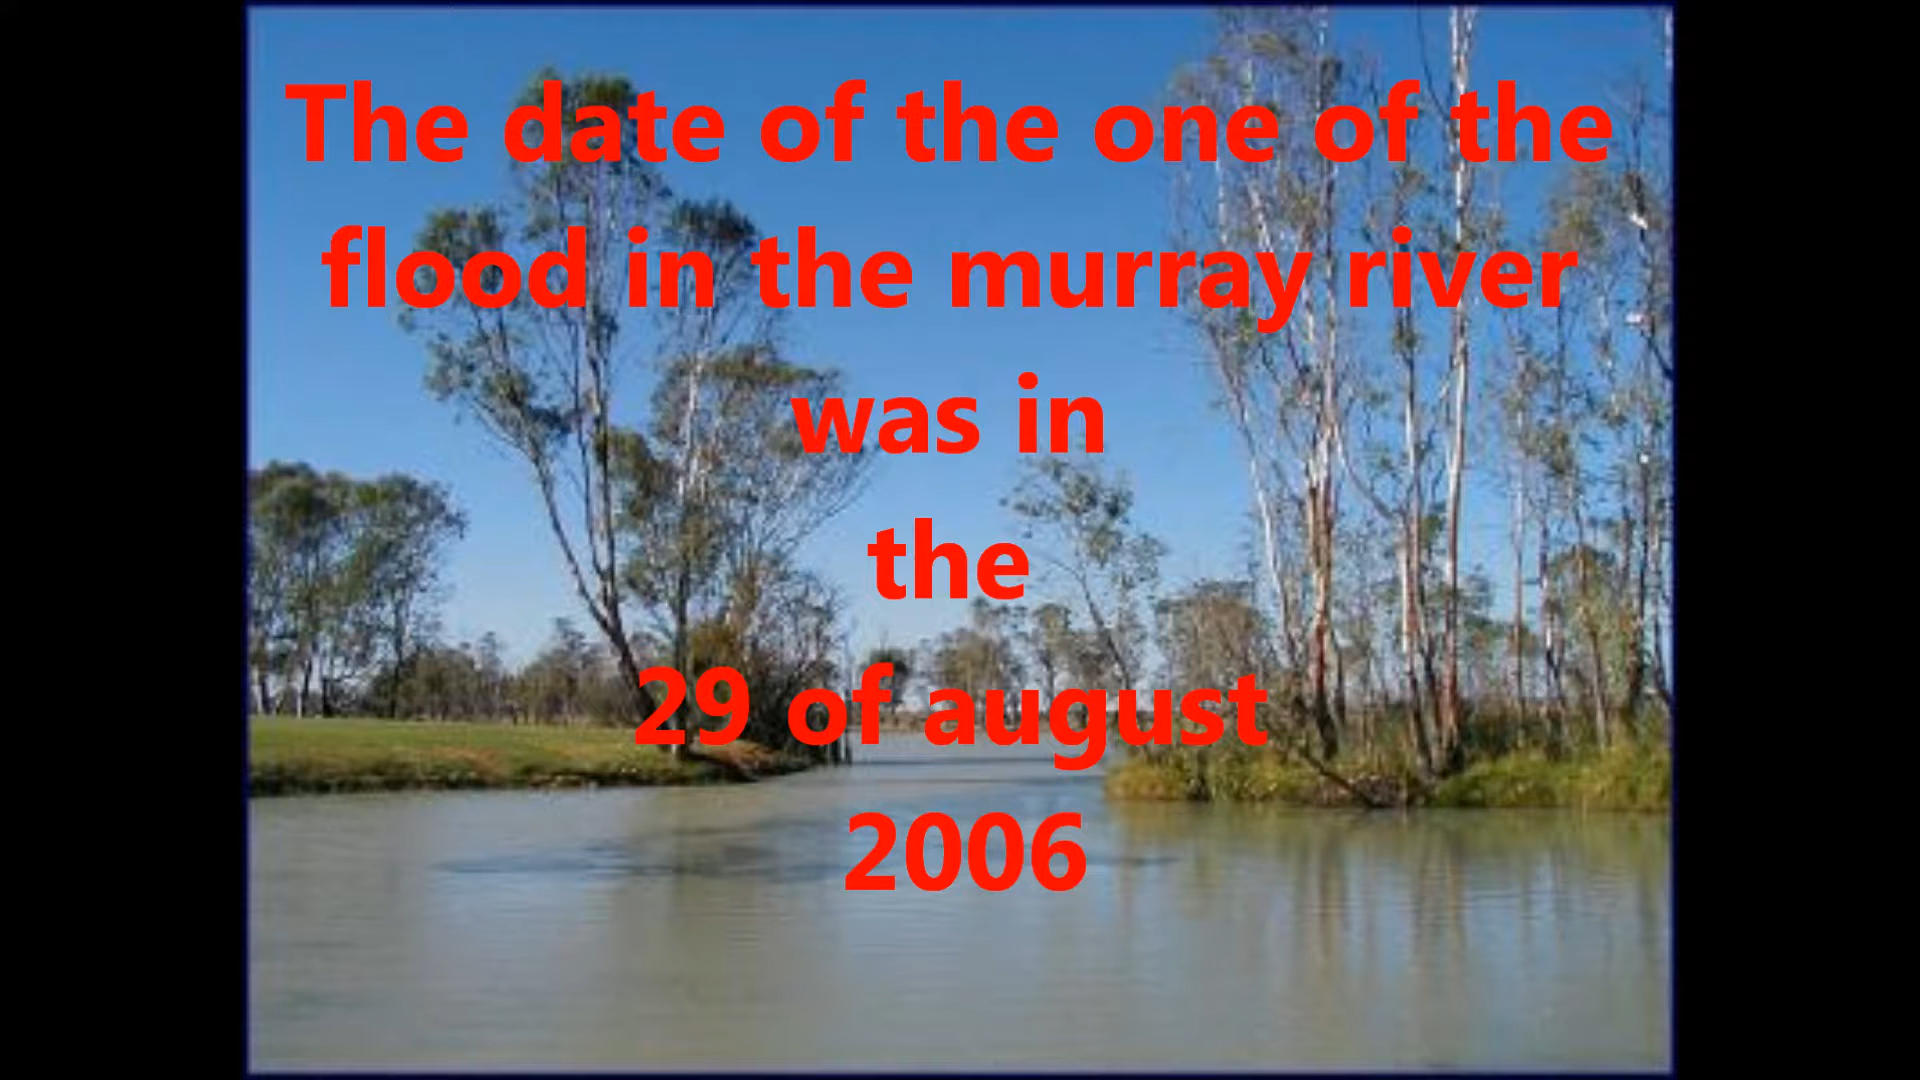 The date of the one of the
flood in the murray river
was in
the
29 of august
2006